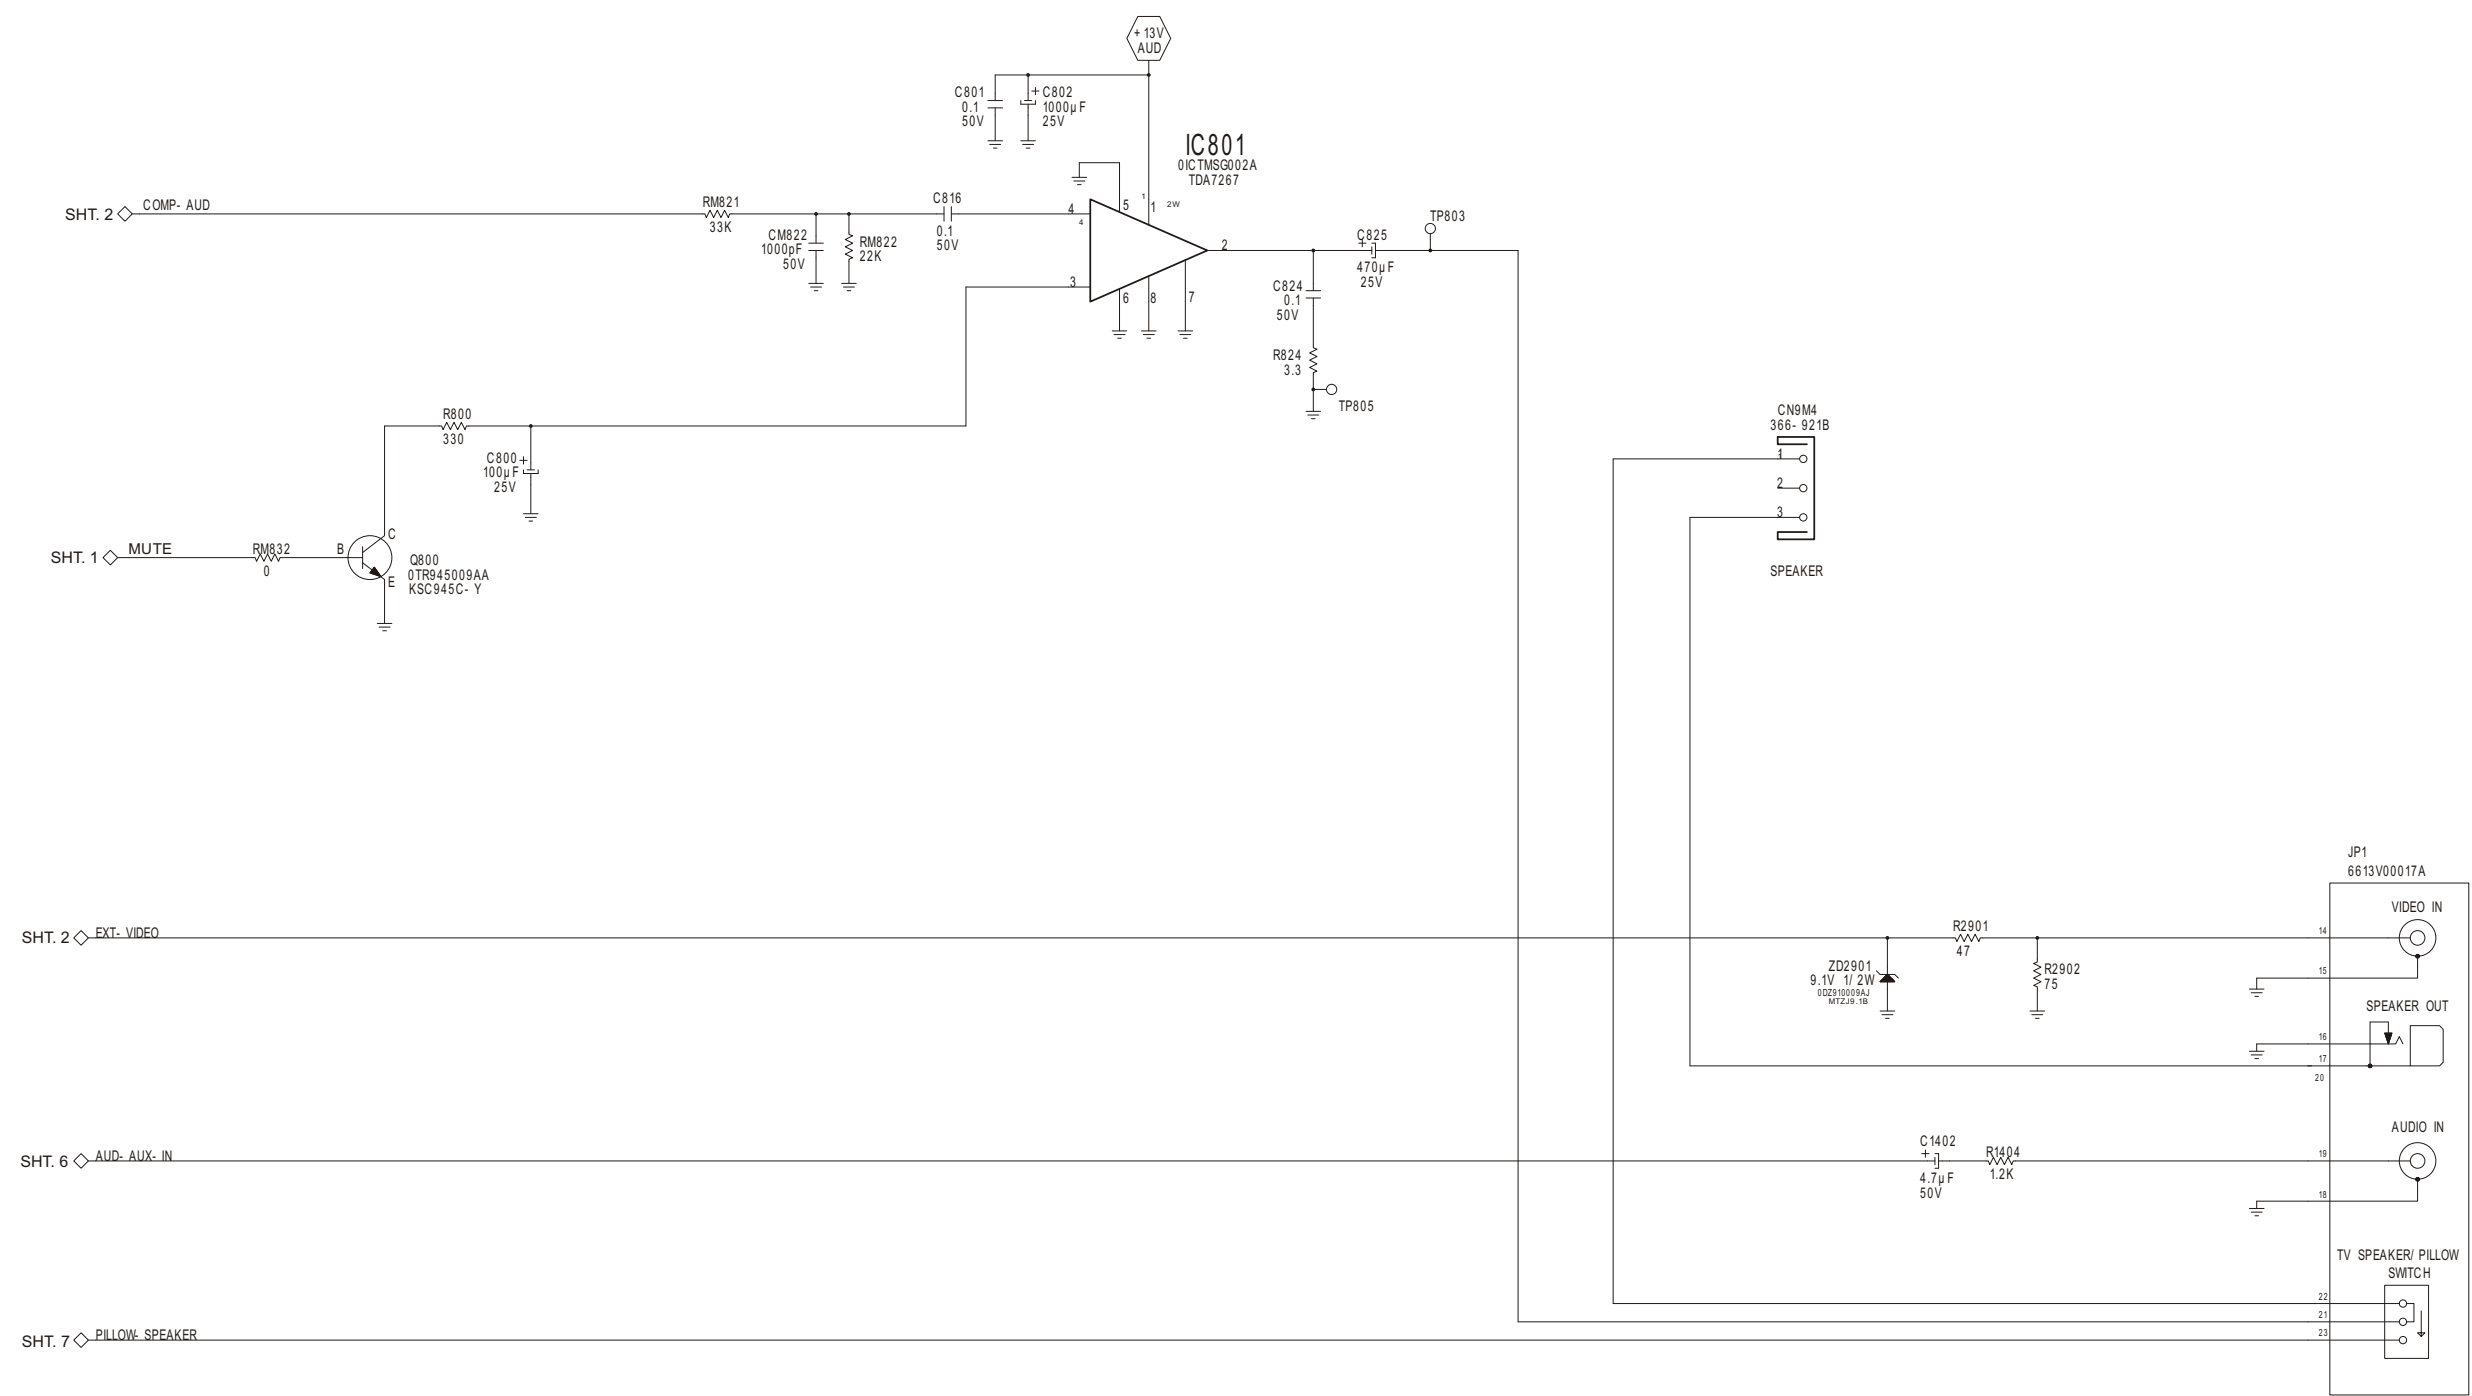 + 13V
AUD
C801
0.1
50V
+ C802
1000µF
25V
IC801
0ICTMSG002A
TDA7267
SHT. 2 COMP- AUD
RM821
33K
CM822
1000pF
50V
RM822
22K
C816
0.1
50V
4
4
5
1
1
2W
3
6
8
7
2
C825
+
470µF
25V
TP803
C824
0.1
50V
R824
3.3
TP805
R800
330
C800 +
100µF
25V
SHT. 1 MUTE
RM832
0
B
C
E
Q800
0TR945009AA
KSC945C- Y
CN9M4
366- 921B
1
2
3
SPEAKER
JP1
6613V00017A
VIDEO IN
SHT. 2 EXT- VIDEO
ZD2901
9.1V 1/ 2W
0DZ910009AJ
MTZJ9.1B
R2901
47
R2902
75
14
15
SPEAKER OUT
16
17
20
AUDIO IN
SHT. 6 AUD- AUX- IN
C1402
+
4.7µF
50V
R1404
1.2K
19
18
TV SPEAKER/ PILLOW
SWITCH
22
21
23
SHT. 7 PILLOW- SPEAKER